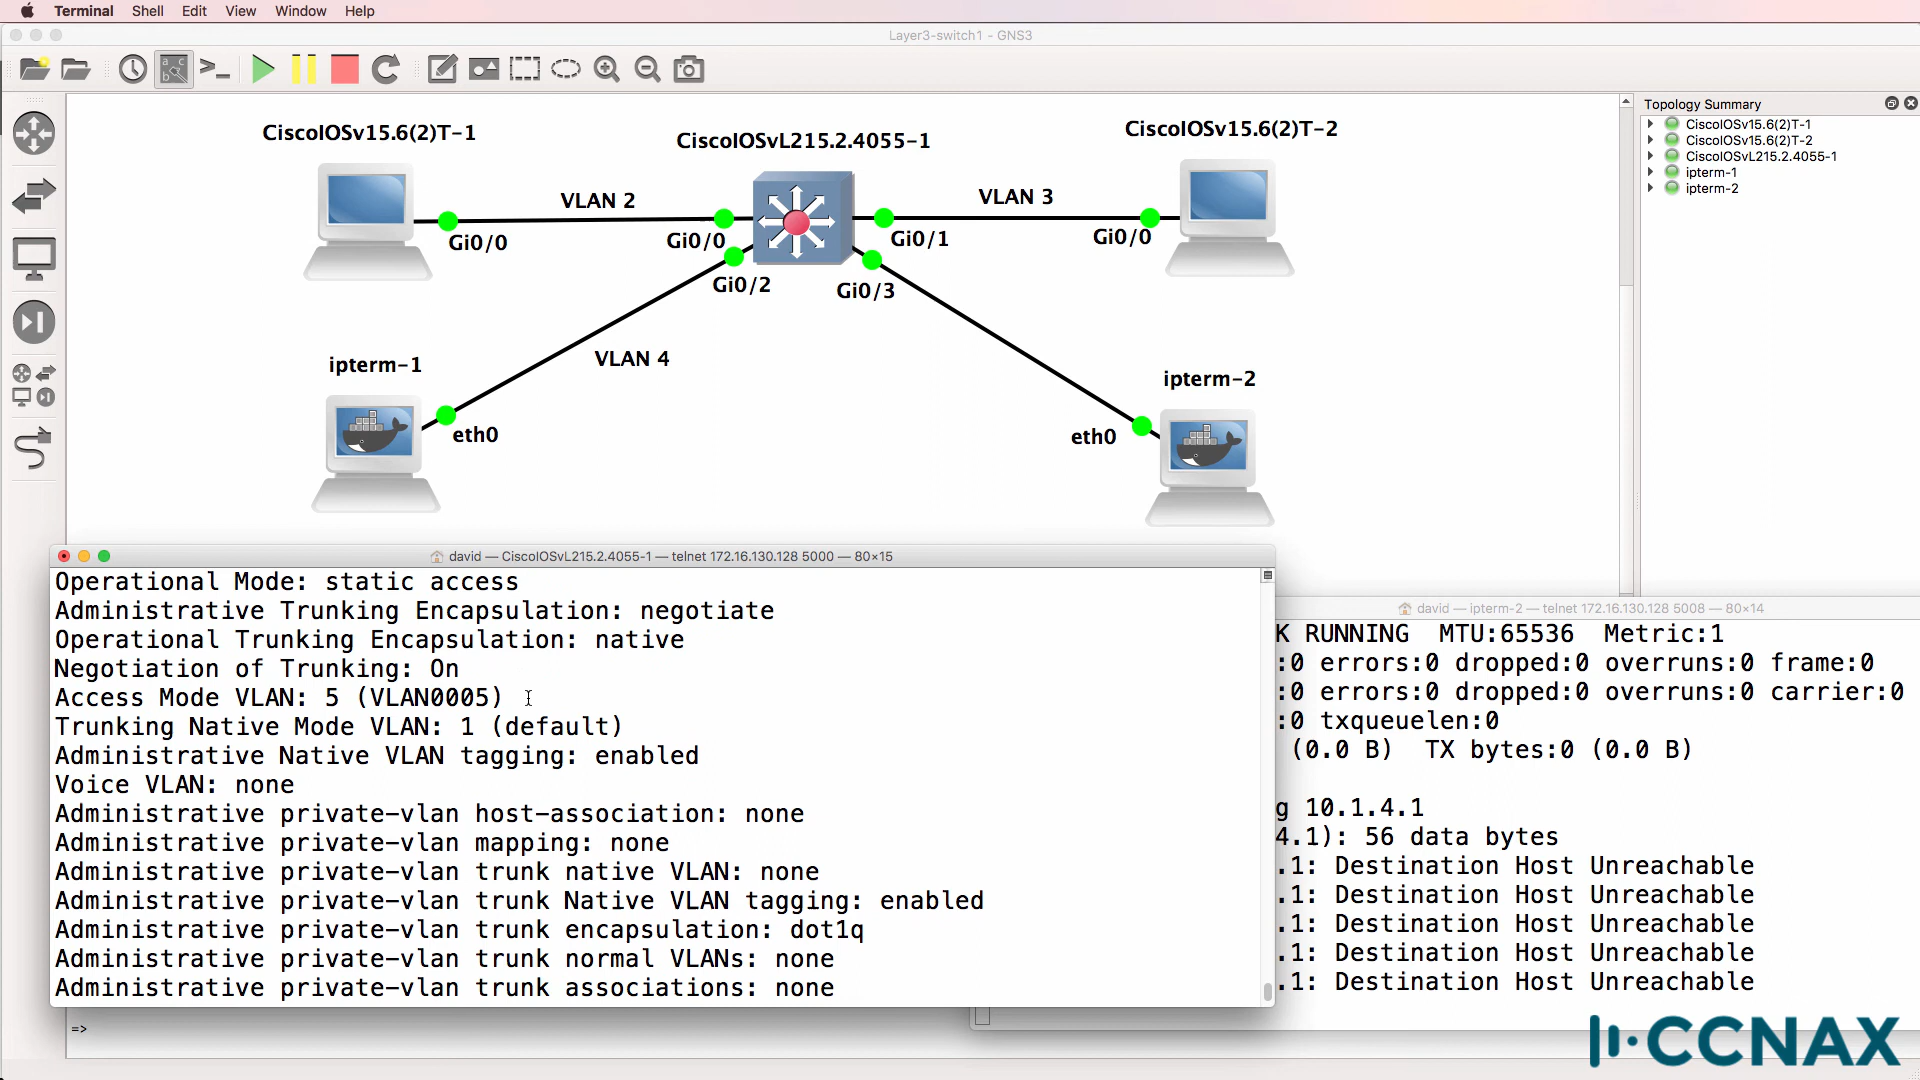 Terminal Shell Edit View Window Help
Layer3-switch1 - GNS3
Topology Summary
CiscoIOSv15.6(2)T-1
CiscoIOSv15.6(2)T-2
CiscoIOSvL215.2.4055-1
ipterm-1
ipterm-2
CiscoIOSv15.6(2)T-1
CiscoIOSvL215.2.4055-1
CiscoIOSv15.6(2)T-2
VLAN 2
VLAN 3
Gi0/0
Gi0/0
Gi0/1
Gi0/0
Gi0/2
Gi0/3
VLAN 4
ipterm-1
ipterm-2
eth0
eth0
david — CiscoIOSvL215.2.4055-1 — telnet 172.16.130.128 5000 — 80×15
Operational Mode: static access
Administrative Trunking Encapsulation: negotiate
Operational Trunking Encapsulation: native
Negotiation of Trunking: On
Access Mode VLAN: 5 (VLAN0005)
Trunking Native Mode VLAN: 1 (default)
Administrative Native VLAN tagging: enabled
Voice VLAN: none
Administrative private-vlan host-association: none
Administrative private-vlan mapping: none
Administrative private-vlan trunk native VLAN: none
Administrative private-vlan trunk Native VLAN tagging: enabled
Administrative private-vlan trunk encapsulation: dot1q
Administrative private-vlan trunk normal VLANs: none
Administrative private-vlan trunk associations: none
=>
david — ipterm-2 — telnet 172.16.130.128 5008 — 80×14
K RUNNING MTU:65536 Metric:1
:0 errors:0 dropped:0 overruns:0 frame:0
:0 errors:0 dropped:0 overruns:0 carrier:0
:0 txqueuelen:0
(0.0 B) TX bytes:0 (0.0 B)
g 10.1.4.1
4.1): 56 data bytes
.1: Destination Host Unreachable
.1: Destination Host Unreachable
.1: Destination Host Unreachable
.1: Destination Host Unreachable
.1: Destination Host Unreachable
CCNAX